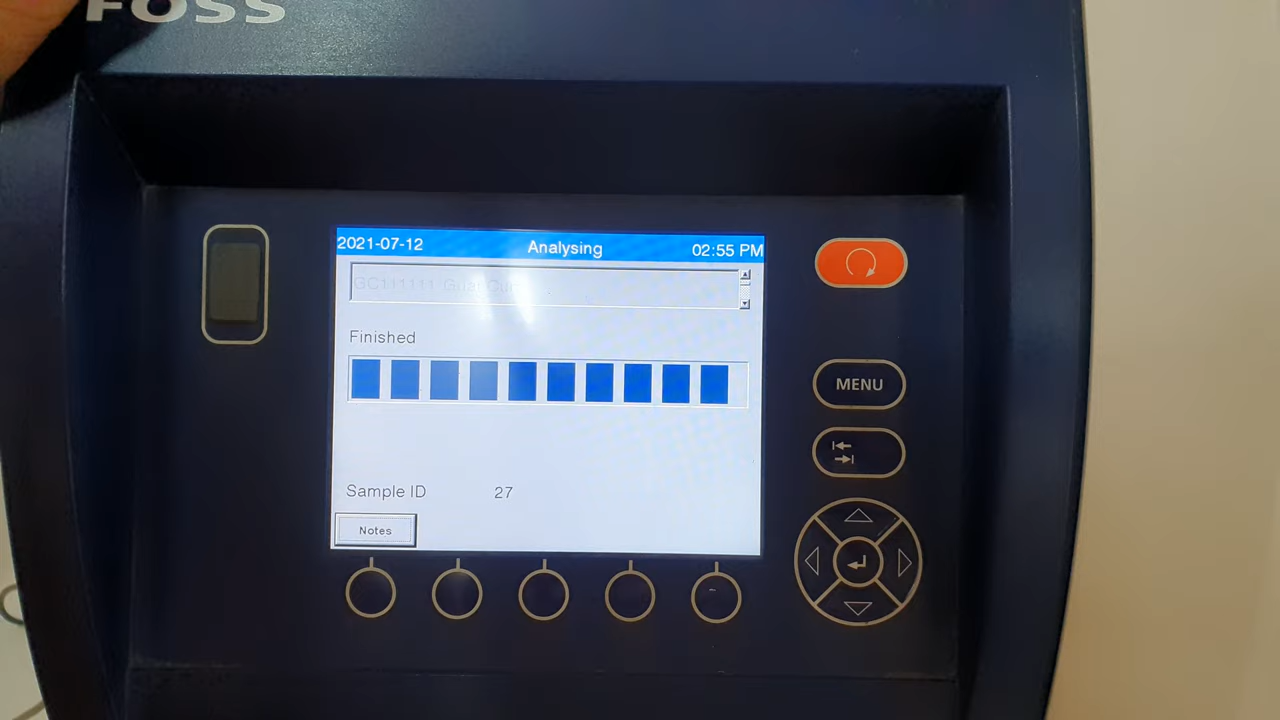 FOSS
2021-07-12 Analysing 02:55 PM
Finished
MENU
Sample ID 27
Notes